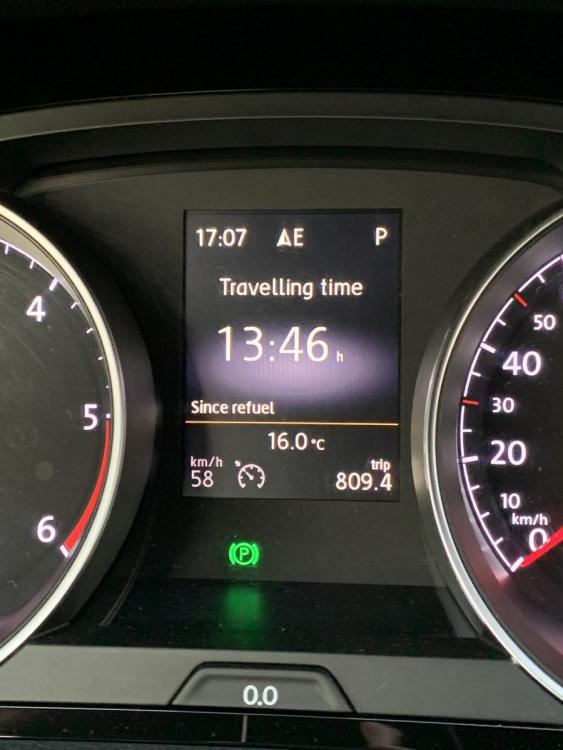 17:07 AE P
Travelling time
13:46 h
Since refuel
16.0°C
km/h
58
trip
809.4
4
5
6
50
40
30
20
10
km/h
0
P
0.0